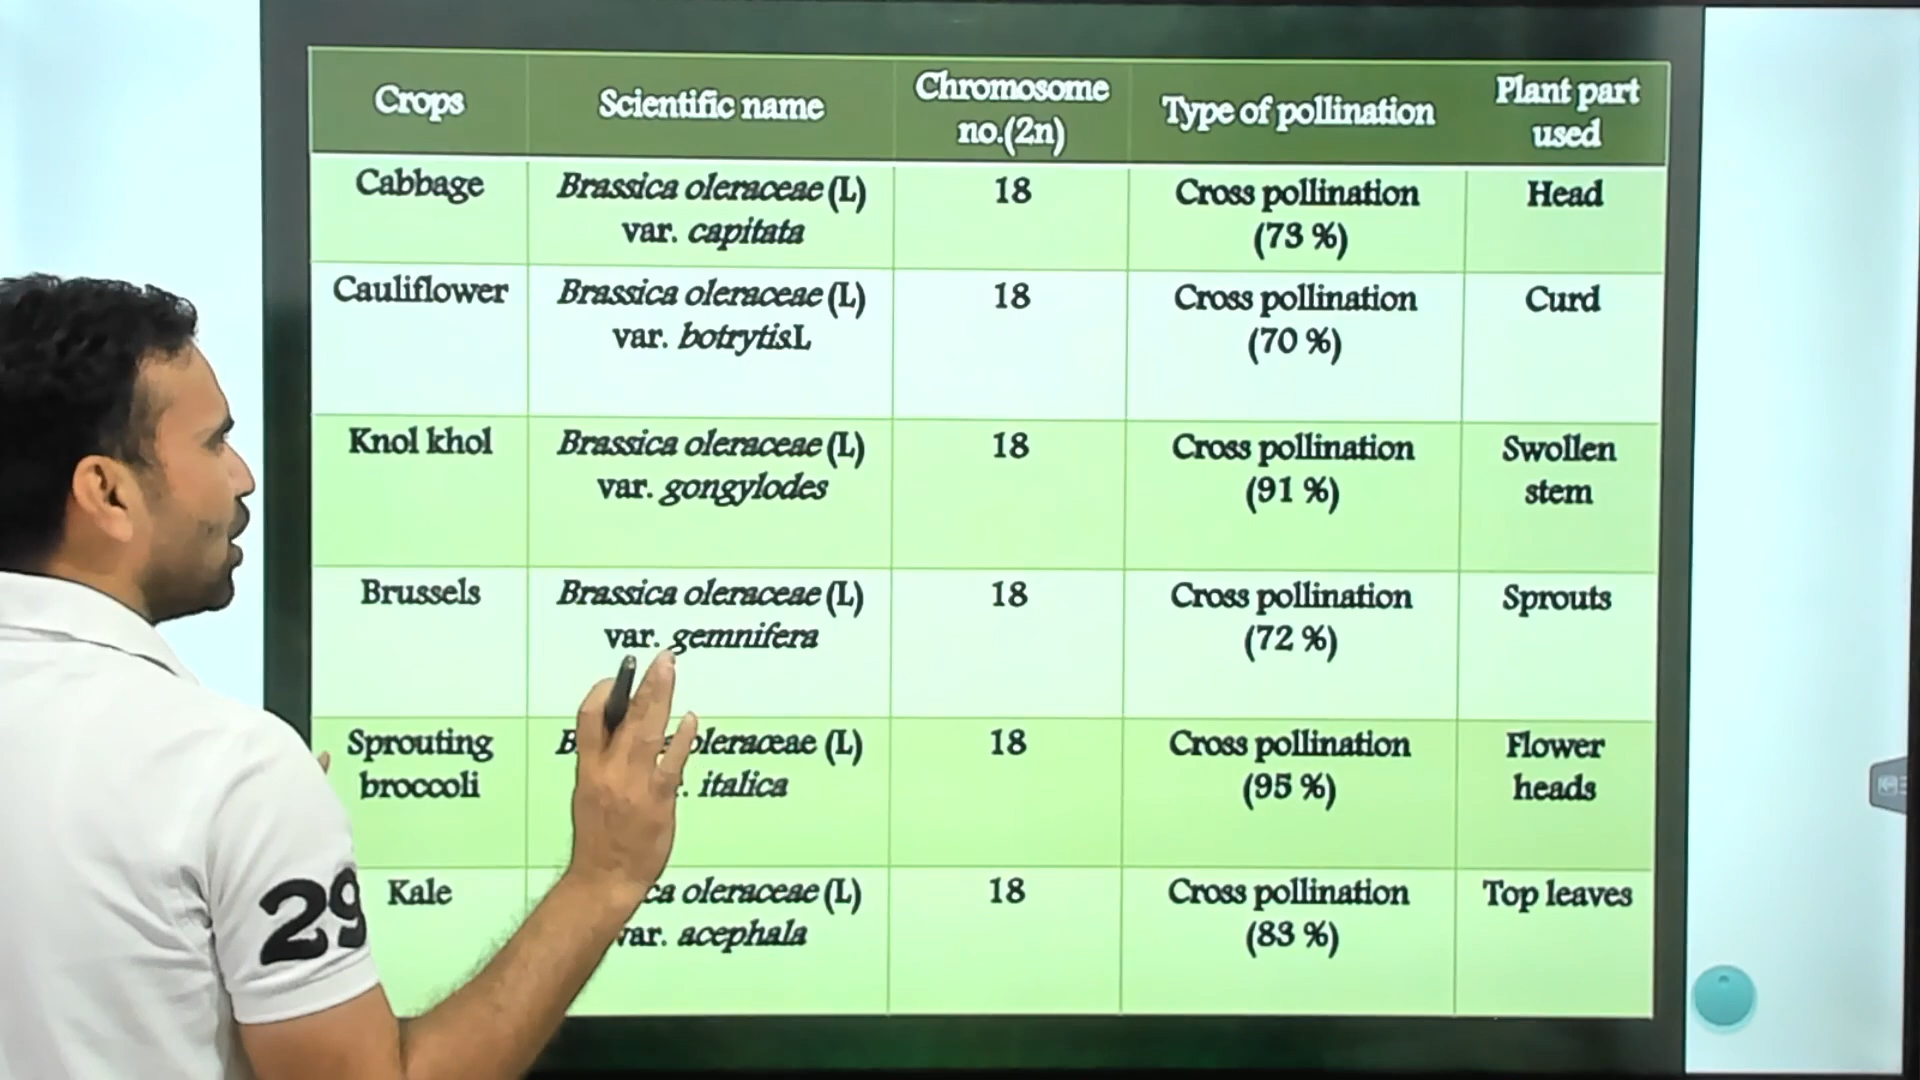 Crops Scientific name Chromosome no.(2n) Type of pollination Plant part used
Cabbage Brassica oleraceae (L) 18 Cross pollination Head
var. capitata (73 %)
Cauliflower Brassica oleraceae (L) 18 Cross pollination Curd
var. botrytisL (70 %)
Knol khol Brassica oleraceae (L) 18 Cross pollination Swollen
var. gongylodes (91 %) stem
Brussels Brassica oleraceae (L) 18 Cross pollination Sprouts
var. gemnifera (72 %)
Sprouting oleraceae (L) 18 Cross pollination Flower
broccoli italica (95 %) heads
Kale oleraceae (L) 18 Cross pollination Top leaves
var. acephala (83 %)
29